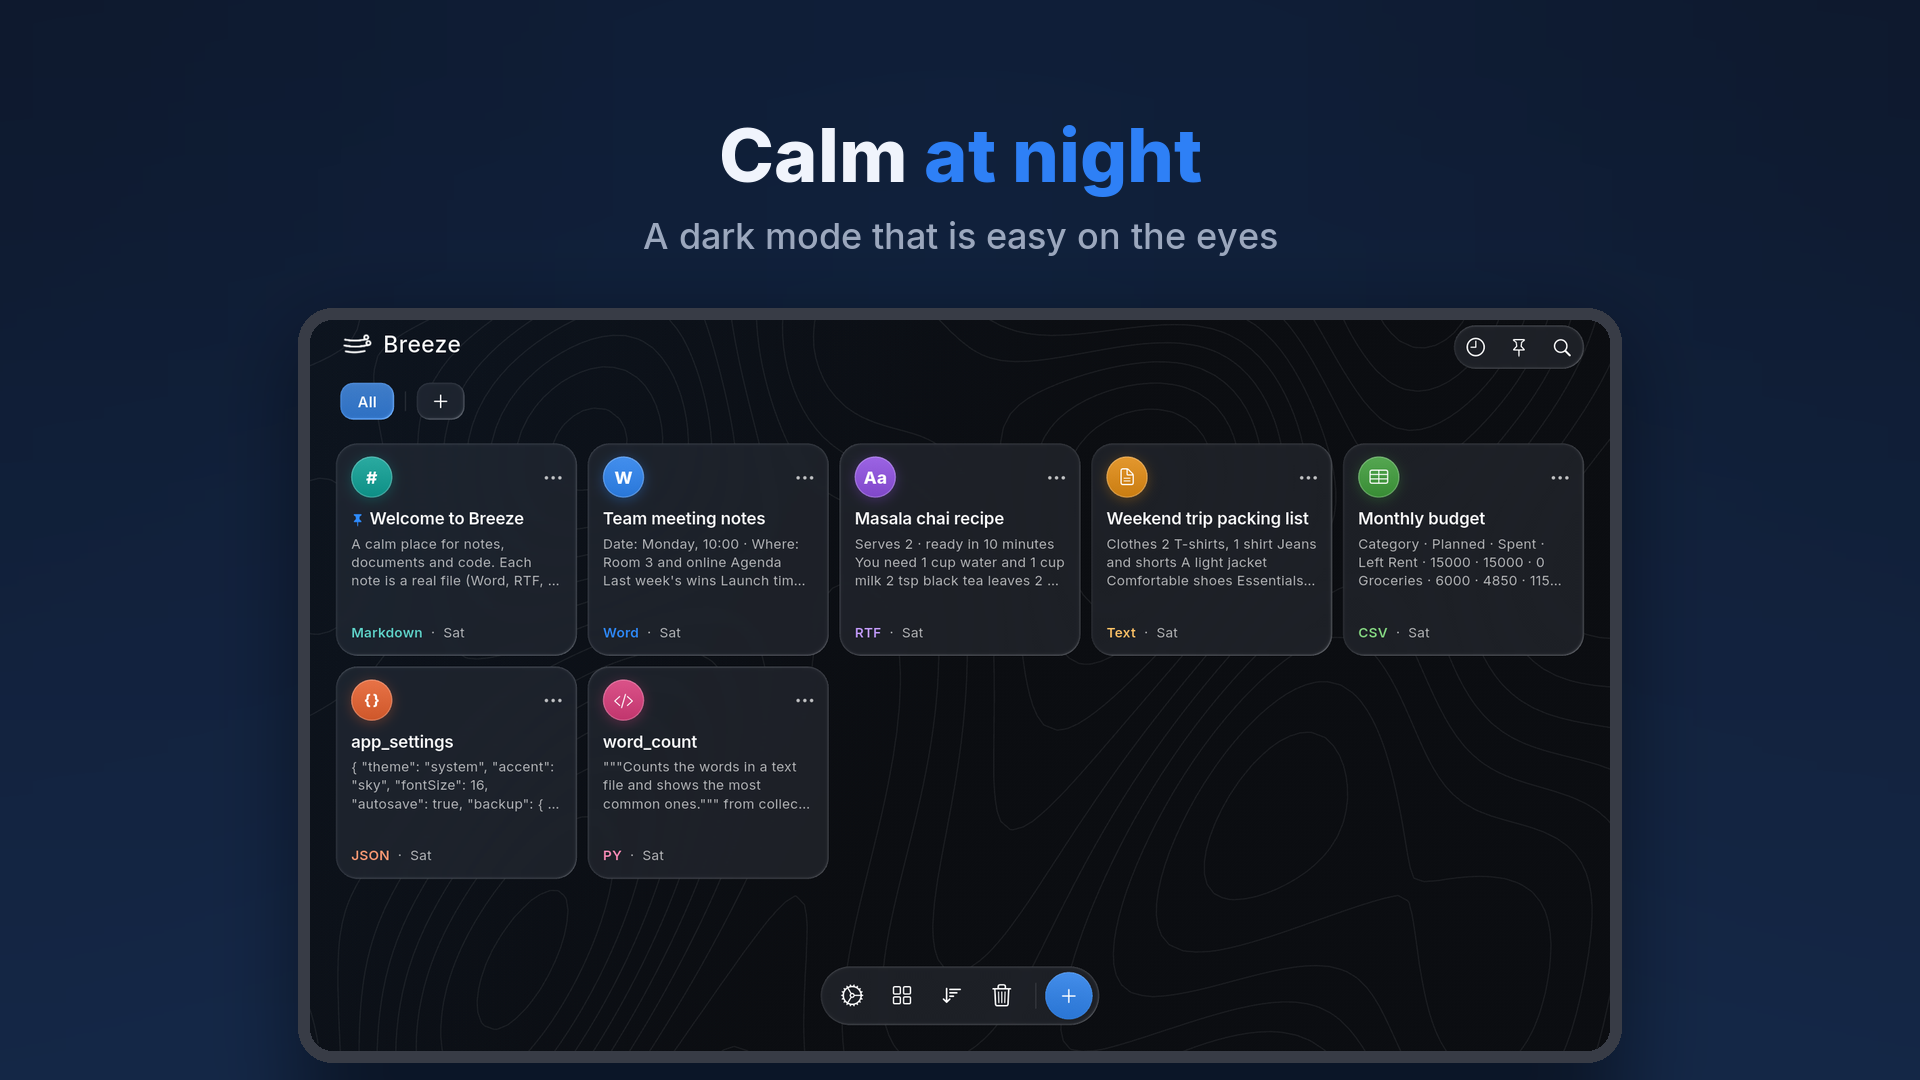 Calm at night
A dark mode that is easy on the eyes
Breeze
All
#
Welcome to Breeze
A calm place for notes,
documents and code. Each
note is a real file (Word, RTF, ...
Markdown · Sat
W
Team meeting notes
Date: Monday, 10:00 · Where:
Room 3 and online Agenda
Last week's wins Launch tim...
Word · Sat
Aa
Masala chai recipe
Serves 2 · ready in 10 minutes
You need 1 cup water and 1 cup
milk 2 tsp black tea leaves 2 ...
RTF · Sat
Weekend trip packing list
Clothes 2 T-shirts, 1 shirt Jeans
and shorts A light jacket
Comfortable shoes Essentials...
Text · Sat
Monthly budget
Category · Planned · Spent ·
Left Rent · 15000 · 15000 · 0
Groceries · 6000 · 4850 · 115...
CSV · Sat
{}
app_settings
{ "theme": "system", "accent":
"sky", "fontSize": 16,
"autosave": true, "backup": { ...
JSON · Sat
</>
word_count
"""Counts the words in a text
file and shows the most
common ones.""" from collec...
PY · Sat